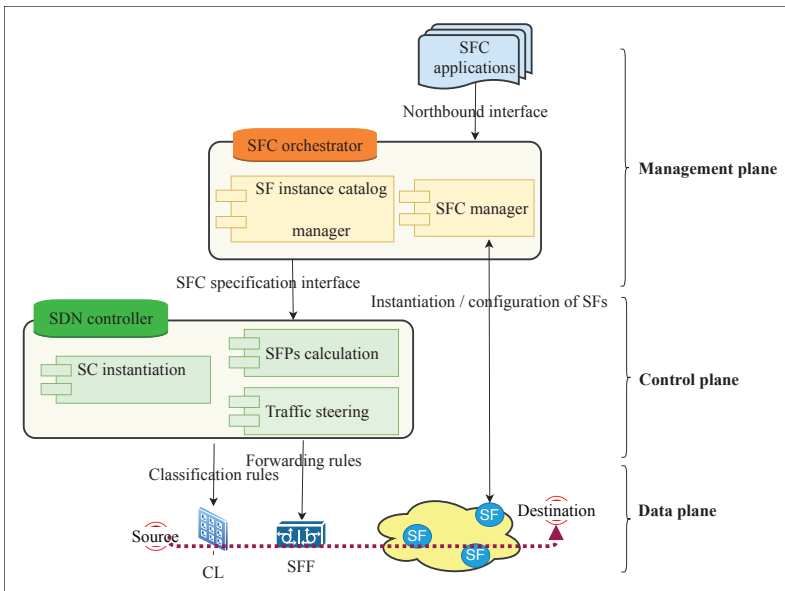 SFC
applications
Northbound interface
SFC orchestrator
SF instance catalog
manager
SFC manager
Management plane
SFC specification interface
Instantiation / configuration of SFs
SDN controller
SFPs calculation
SC instantiation
Traffic steering
Control plane
Forwarding rules
Classification rules
Data plane
Source
CL
SFF
SF
SF
SF
Destination